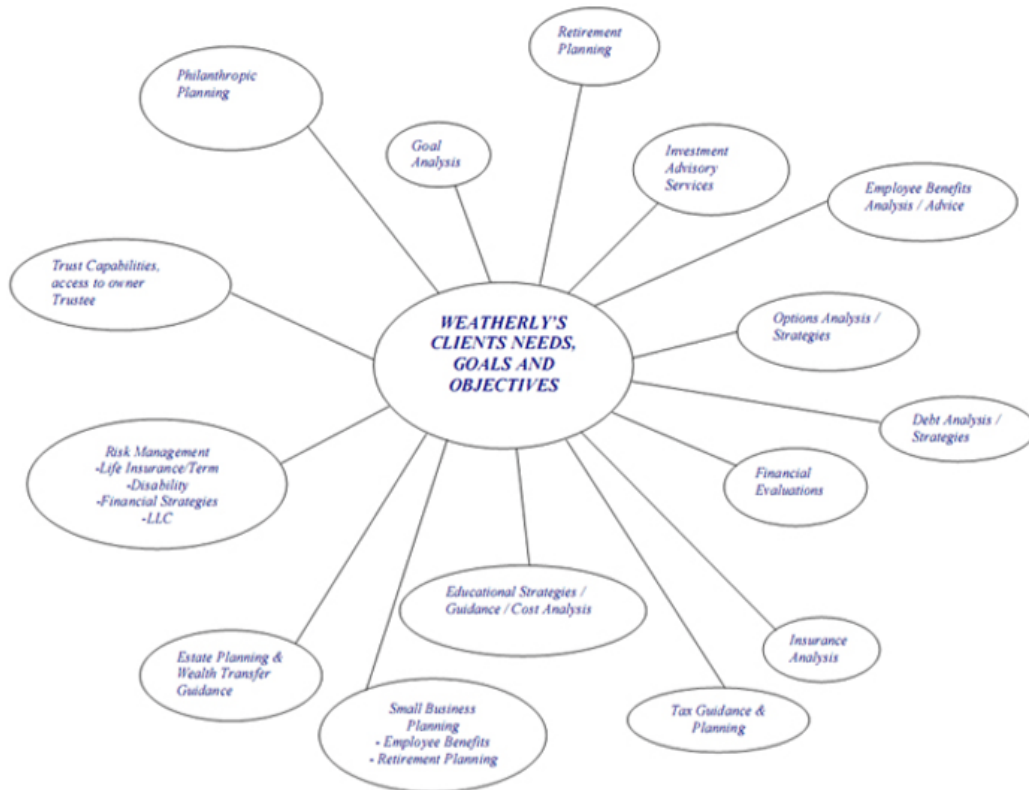 Retirement
Planning
Philanthropic
Planning
Goal
Analysis
Investment
Advisory
Services
Employee Benefits
Analysis / Advice
Trust Capabilities,
access to owner
Trustee
WEATHERLY'S
CLIENTS NEEDS,
GOALS AND
OBJECTIVES
Options Analysis /
Strategies
Debt Analysis /
Strategies
Risk Management
-Life Insurance/Term
-Disability
-Financial Strategies
-LLC
Financial
Evaluations
Educational Strategies /
Guidance / Cost Analysis
Insurance
Analysis
Estate Planning &
Wealth Transfer
Guidance
Small Business
Planning
- Employee Benefits
- Retirement Planning
Tax Guidance &
Planning